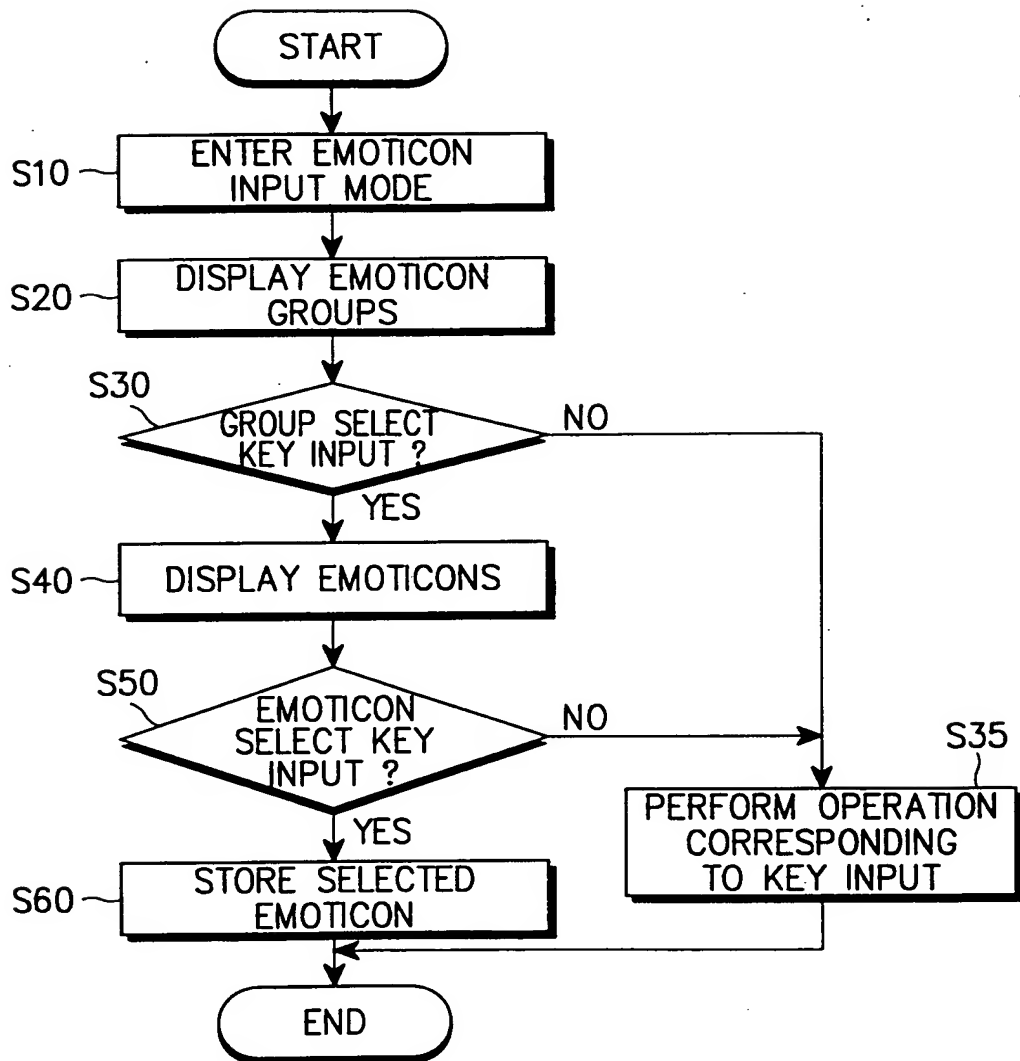 START
S10
ENTER EMOTICON
INPUT MODE
S20
DISPLAY EMOTICON
GROUPS
S30
GROUP SELECT
KEY INPUT ?
NO
YES
S40
DISPLAY EMOTICONS
S50
EMOTICON
SELECT KEY
INPUT ?
NO
YES
S35
PERFORM OPERATION
CORRESPONDING
TO KEY INPUT
S60
STORE SELECTED
EMOTICON
END